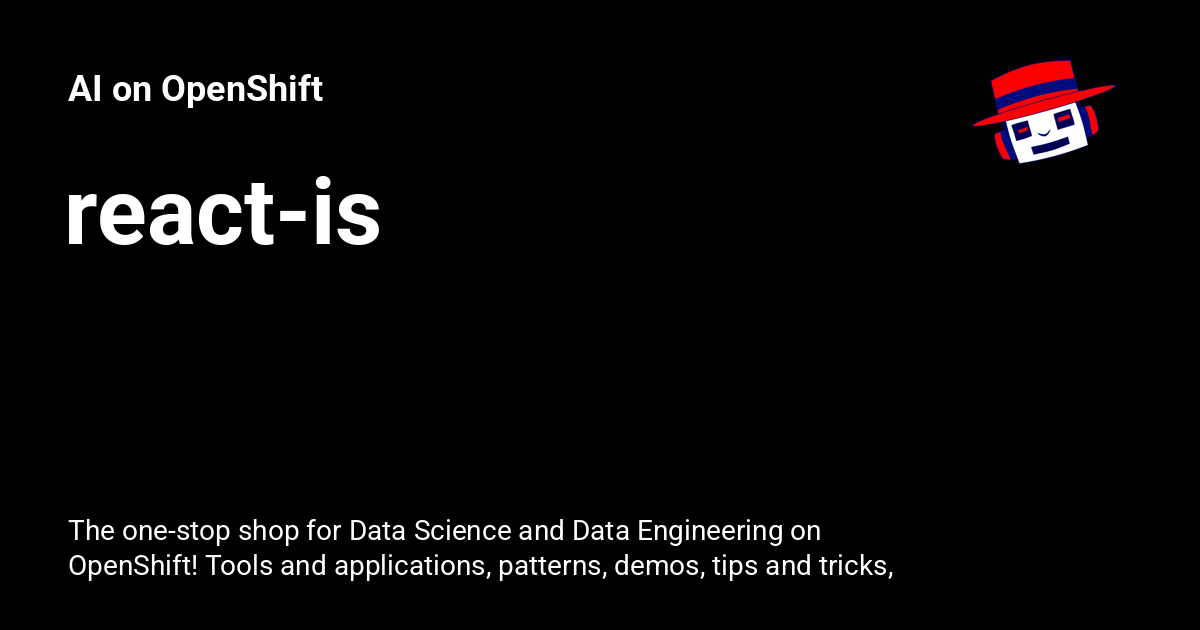 AI on OpenShift
react-is
The one-stop shop for Data Science and Data Engineering on
OpenShift! Tools and applications, patterns, demos, tips and tricks,